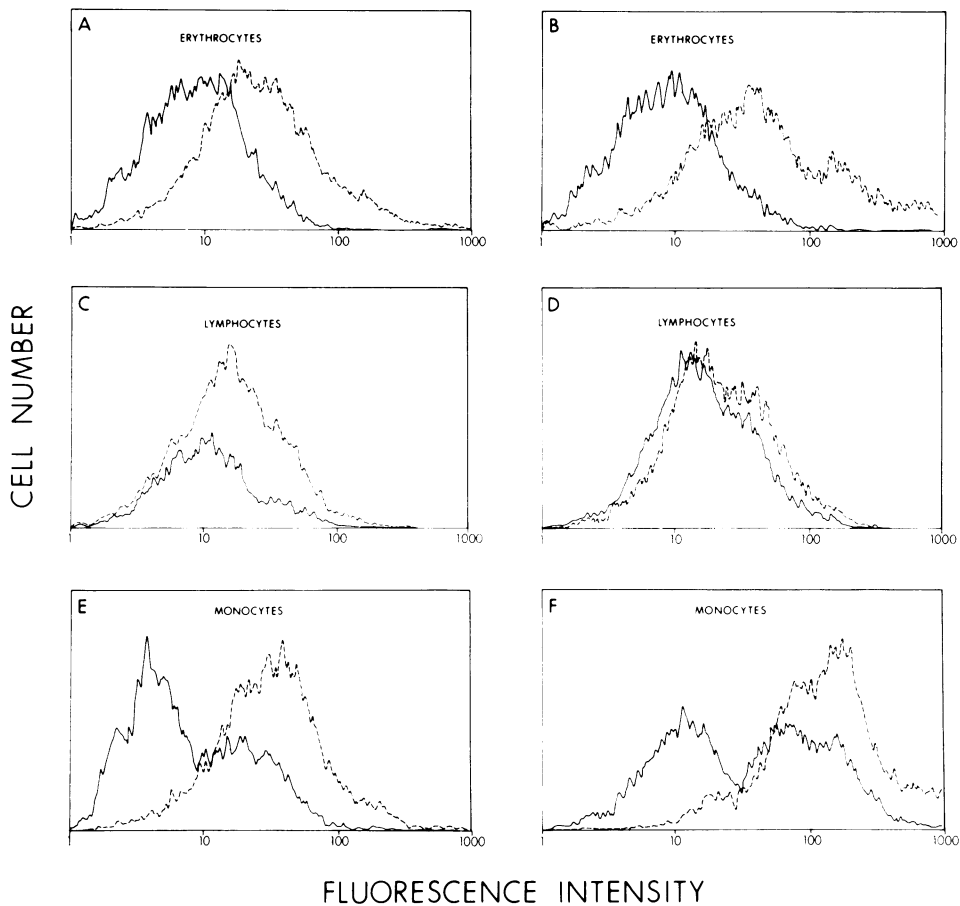 A
ERYTHROCYTES
1 10 100 1000
B
ERYTHROCYTES
1 10 100 1000
C
LYMPHOCYTES
1 10 100 1000
D
LYMPHOCYTES
1 10 100 1000
E
MONOCYTES
1 10 100 1000
F
MONOCYTES
1 10 100 1000
CELL NUMBER
FLUORESCENCE INTENSITY